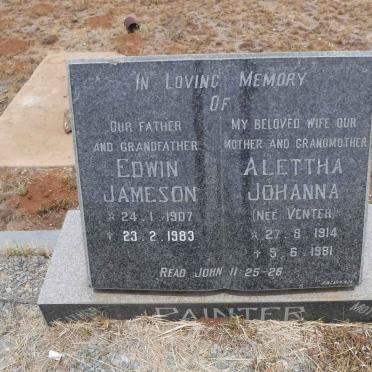 IN LOVING MEMORY
OF
OUR FATHER
AND GRANDFATHER
EDWIN
JAMESON
* 24.1.1907
† 23.2.1983
MY BELOVED WIFE OUR
MOTHER AND GRANDMOTHER
ALETTHA
JOHANNA
(NEE VENTER)
* 27.9.1914
† 5.6.1981
READ JOHN 11:25-26
PAINTER